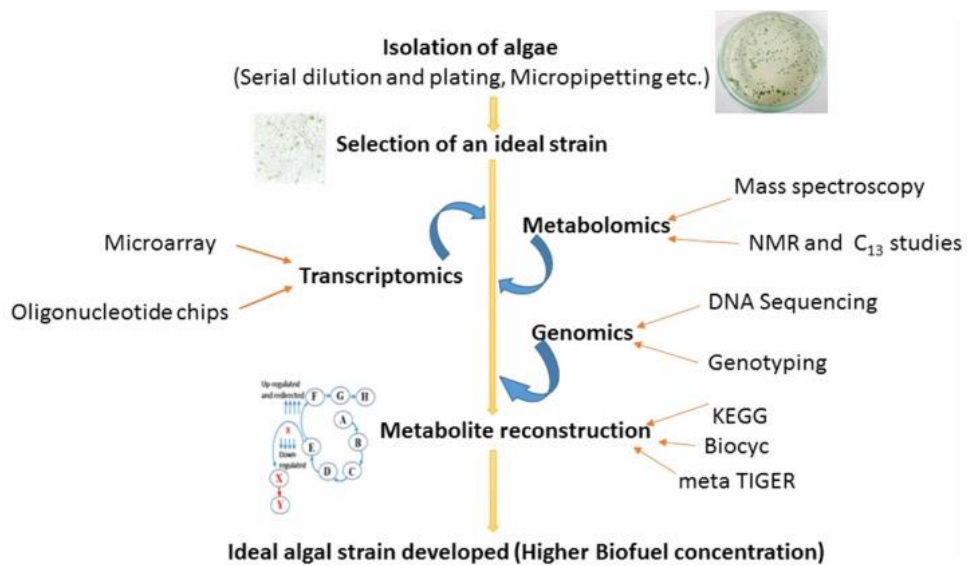 Isolation of algae
(Serial dilution and plating, Micropipetting etc.)
Selection of an ideal strain
Mass spectroscopy
Metabolomics
NMR and C₁₃ studies
Microarray
Transcriptomics
Oligonucleotide chips
DNA Sequencing
Genomics
Genotyping
Up-regulated
and redirected
F
G
H
A
X
B
E
Down
regulated
D
C
X
Y
Metabolite reconstruction
KEGG
Biocyc
meta TIGER
Ideal algal strain developed (Higher Biofuel concentration)